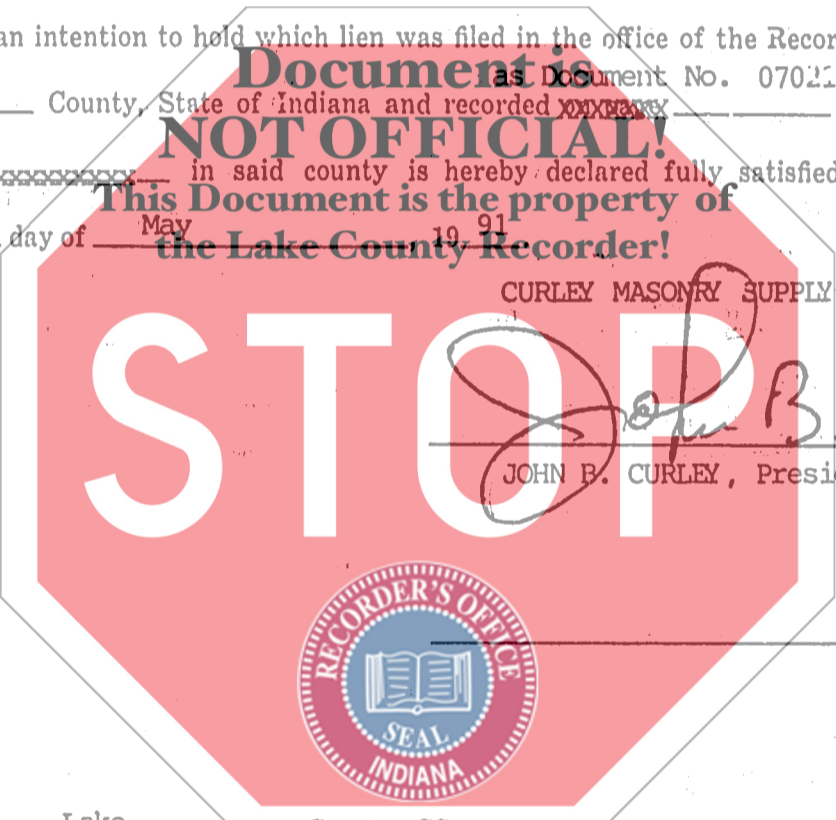 an intention to hold which lien was filed in the office of the Recor
Document is
as Document No. 07021
County, State of Indiana and recorded
NOT OFFICIAL!
in said county is hereby declared fully satisfied
This Document is the property of
day of May, 19 91.
the Lake County Recorder!
CURLEY MASONRY SUPPLY
STOP
John B
JOHN B. CURLEY, Presi
RECORDER'S OFFICE
SEAL
INDIANA
Lake